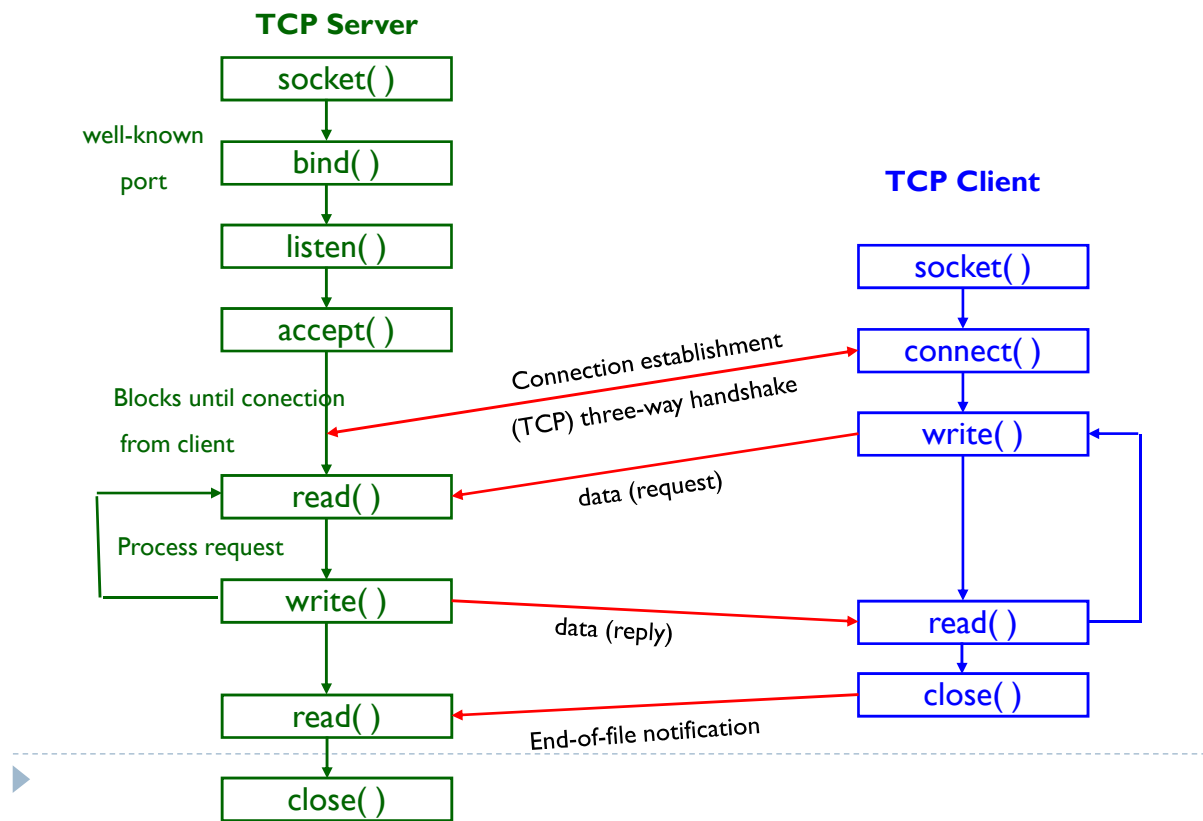 TCP Server
socket( )
well-known
port
bind( )
listen( )
accept( )
Blocks until conection
from client
read( )
Process request
write( )
read( )
close( )
Connection establishment
(TCP) three-way handshake
data (request)
data (reply)
End-of-file notification
TCP Client
socket( )
connect( )
write( )
read( )
close( )